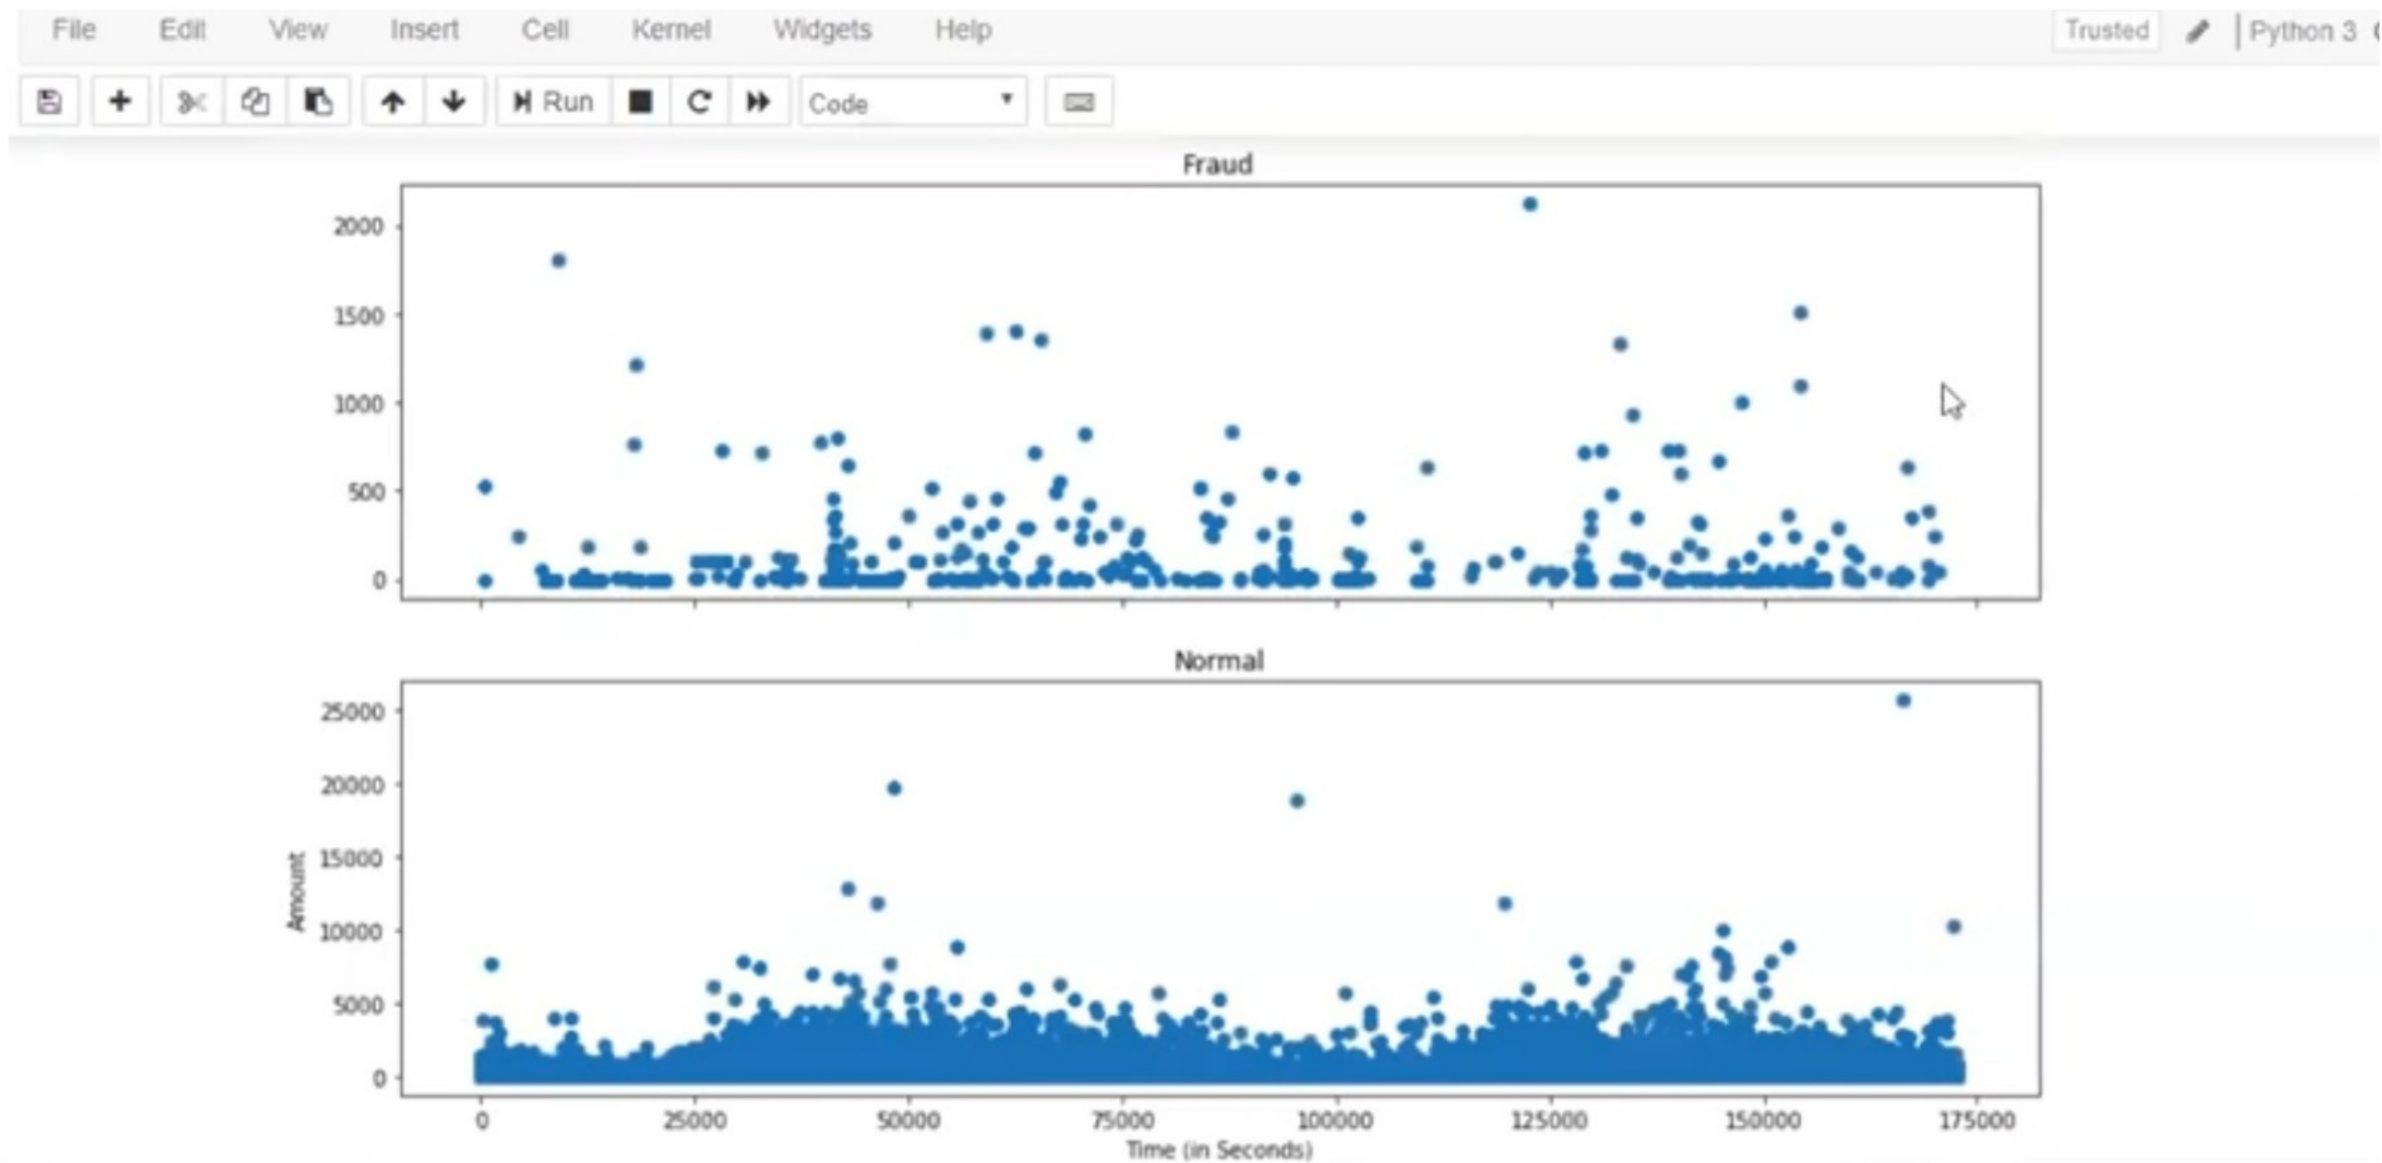 File Edit View Insert Cell Kernel Widgets Help Trusted Python 3
Run Code
Fraud
2000
1500
1000
500
0
Normal
25000
20000
15000
10000
5000
0
Amount
0 25000 50000 75000 100000 125000 150000 175000
Time (in Seconds)